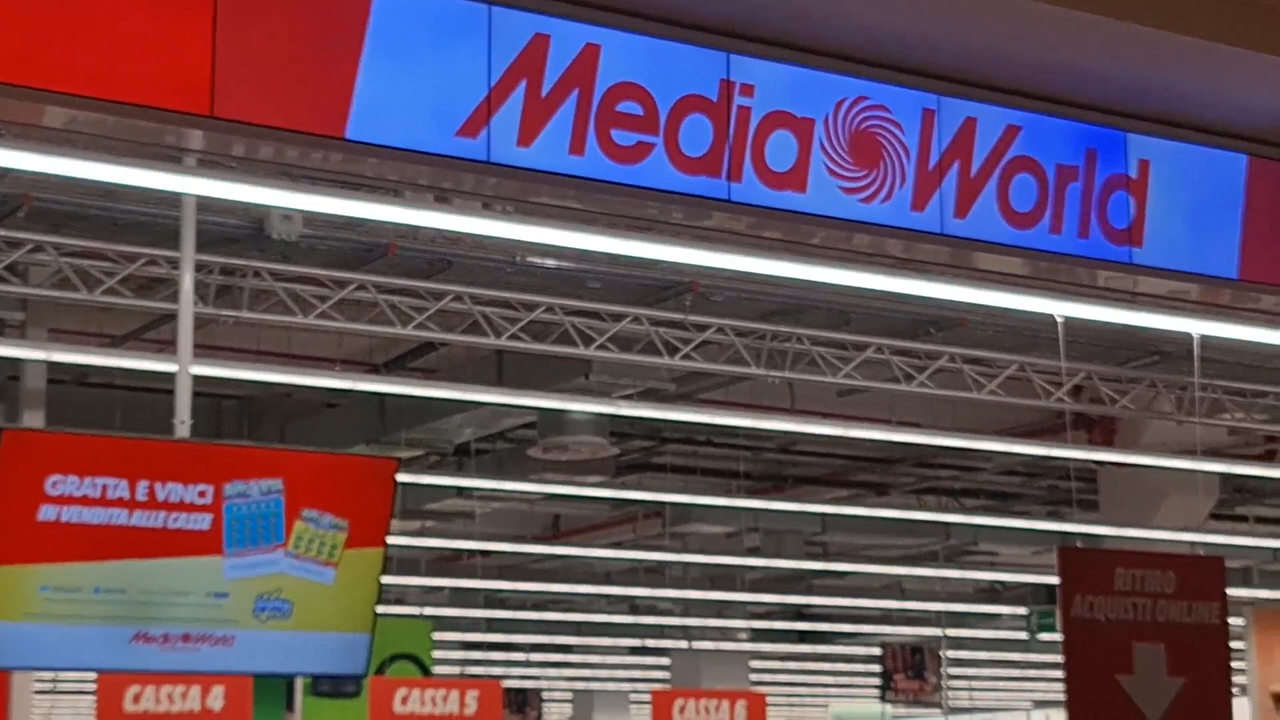 MediaWorld
GRATTA E VINCI
IN VENDITA ALLE CASSE
MediaWorld
RITIRO
ACQUISTI ONLINE
CASSA 4
CASSA 5
CASSA 6